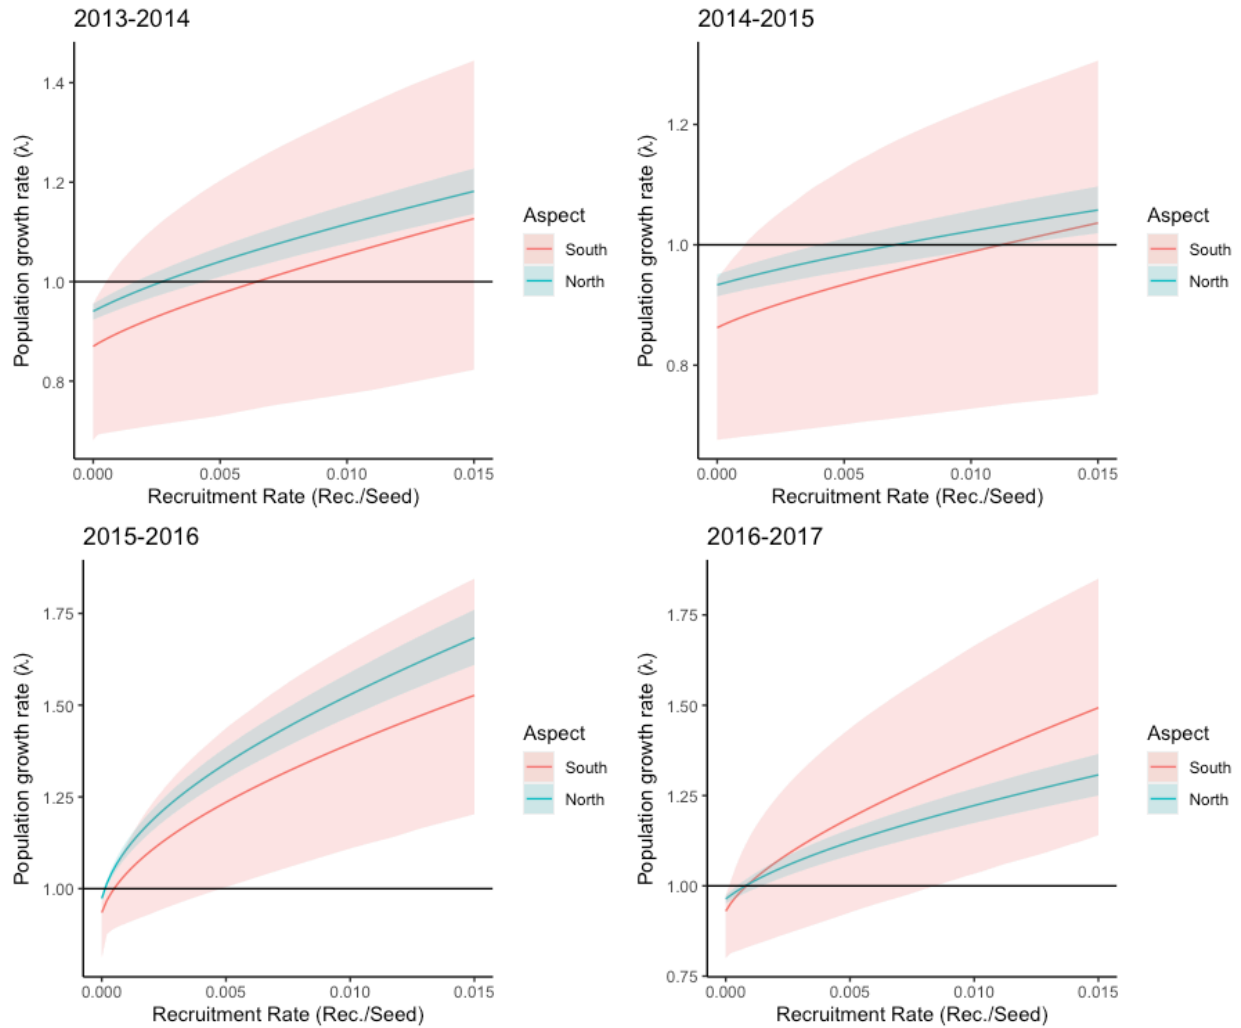 2013-2014
Population growth rate (λ)
1.4
1.2
1.0
0.8
0.000 0.005 0.010 0.015
Recruitment Rate (Rec./Seed)
Aspect
South
North
2014-2015
Population growth rate (λ)
1.2
1.0
0.8
0.000 0.005 0.010 0.015
Recruitment Rate (Rec./Seed)
Aspect
South
North
2015-2016
Population growth rate (λ)
1.75
1.50
1.25
1.00
0.000 0.005 0.010 0.015
Recruitment Rate (Rec./Seed)
Aspect
South
North
2016-2017
Population growth rate (λ)
1.75
1.50
1.25
1.00
0.75
0.000 0.005 0.010 0.015
Recruitment Rate (Rec./Seed)
Aspect
South
North